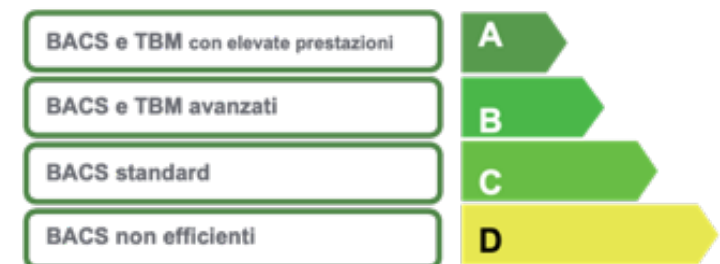 BACS e TBM con elevate prestazioni A
BACS e TBM avanzati B
BACS standard C
BACS non efficienti D